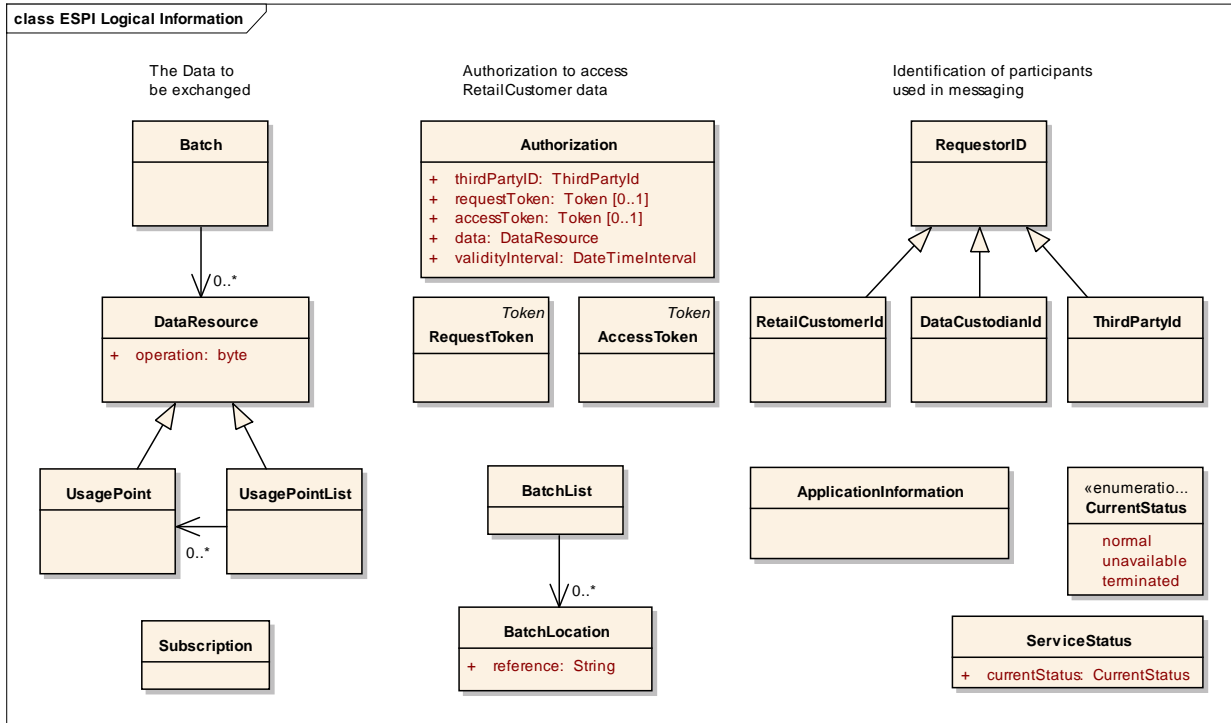 class ESPI Logical Information
The Data to
be exchanged
Authorization to access
RetailCustomer data
Identification of participants
used in messaging
Batch
0..*
DataResource
+ operation: byte
UsagePoint
UsagePointList
0..*
Subscription
Authorization
+ thirdPartyID: ThirdPartyId
+ requestToken: Token [0..1]
+ accessToken: Token [0..1]
+ data: DataResource
+ validityInterval: DateTimeInterval
Token
RequestToken
Token
AccessToken
BatchList
0..*
BatchLocation
+ reference: String
RequestorID
RetailCustomerId
DataCustodianId
ThirdPartyId
ApplicationInformation
«enumeratio...
CurrentStatus
normal
unavailable
terminated
ServiceStatus
+ currentStatus: CurrentStatus